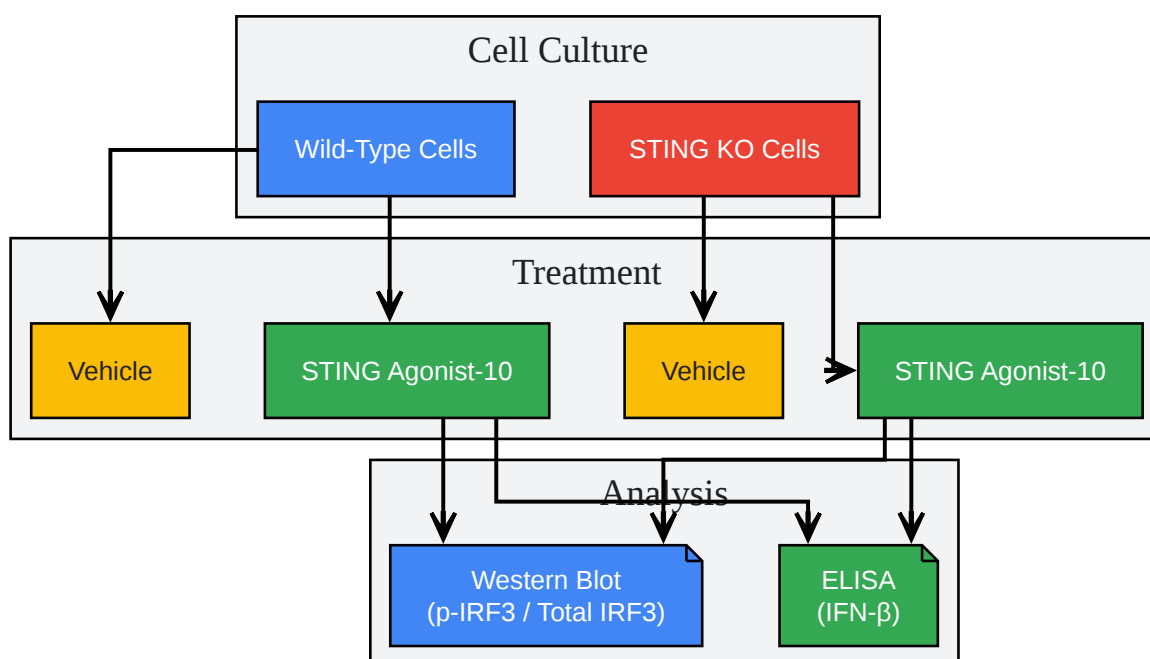 Cell Culture
Wild-Type Cells
STING KO Cells
Treatment
Vehicle
STING Agonist-10
Vehicle
STING Agonist-10
Analysis
Western Blot
(p-IRF3 / Total IRF3)
ELISA
(IFN-β)